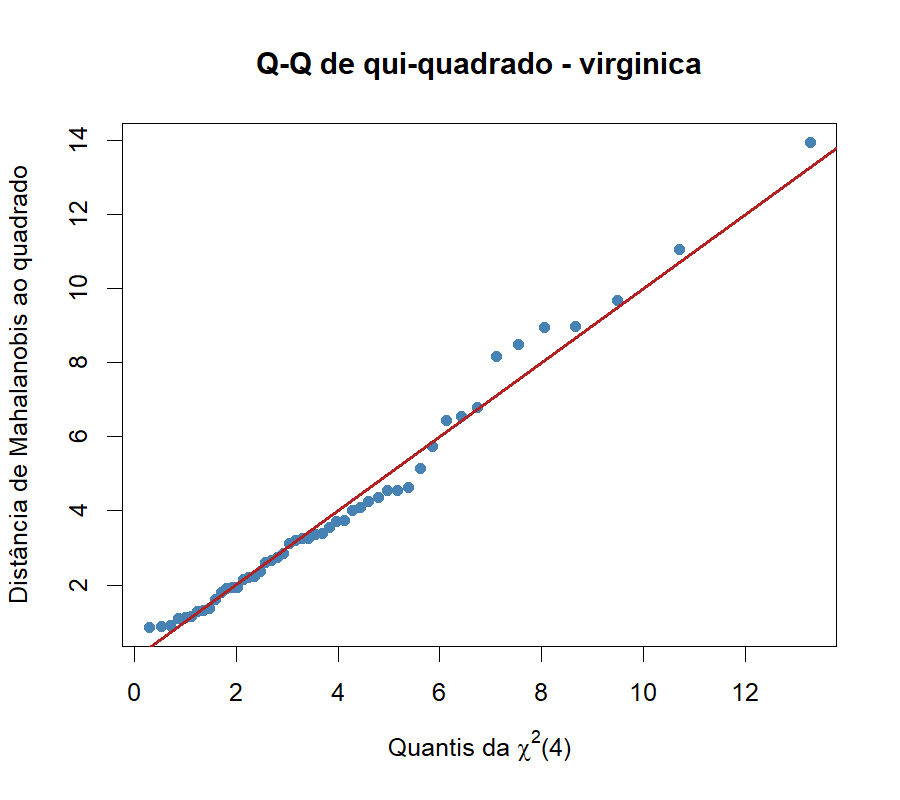 Q-Q de qui-quadrado - virginica
Distância de Mahalanobis ao quadrado
14
12
10
8
6
4
2
0 2 4 6 8 10 12
Quantis da χ²(4)